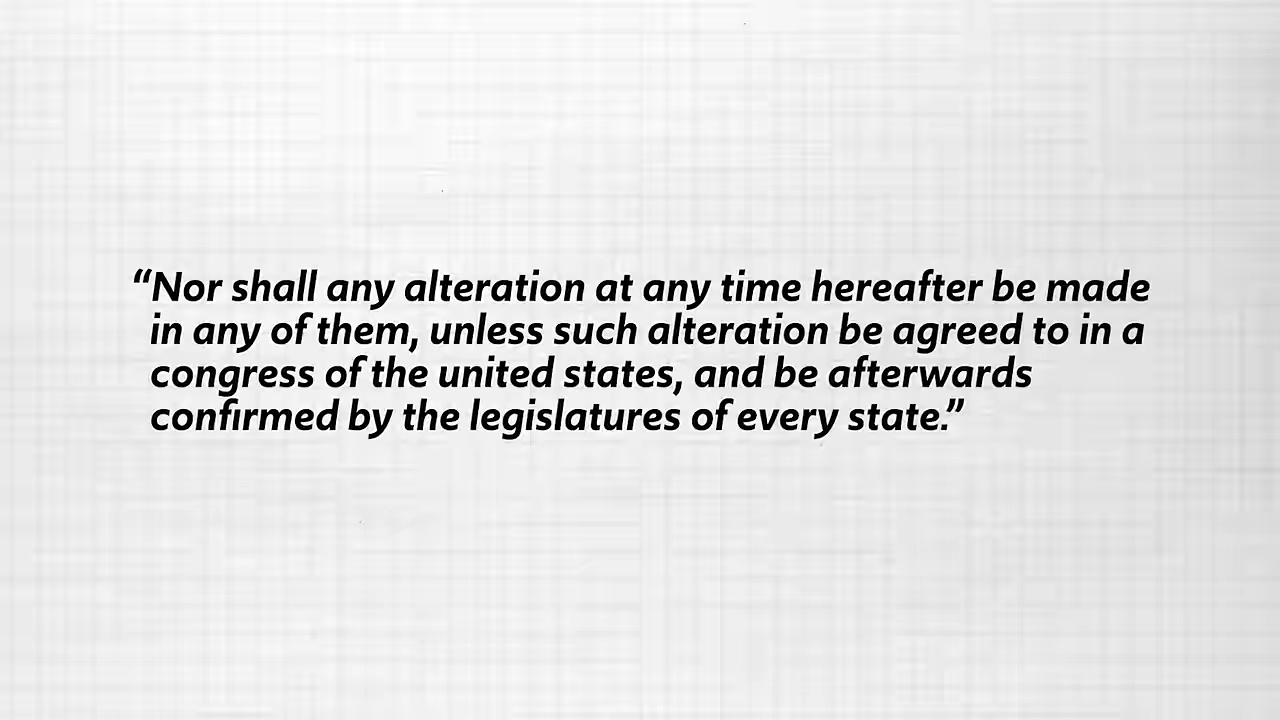 “Nor shall any alteration at any time hereafter be made
in any of them, unless such alteration be agreed to in a
congress of the united states, and be afterwards
confirmed by the legislatures of every state.”